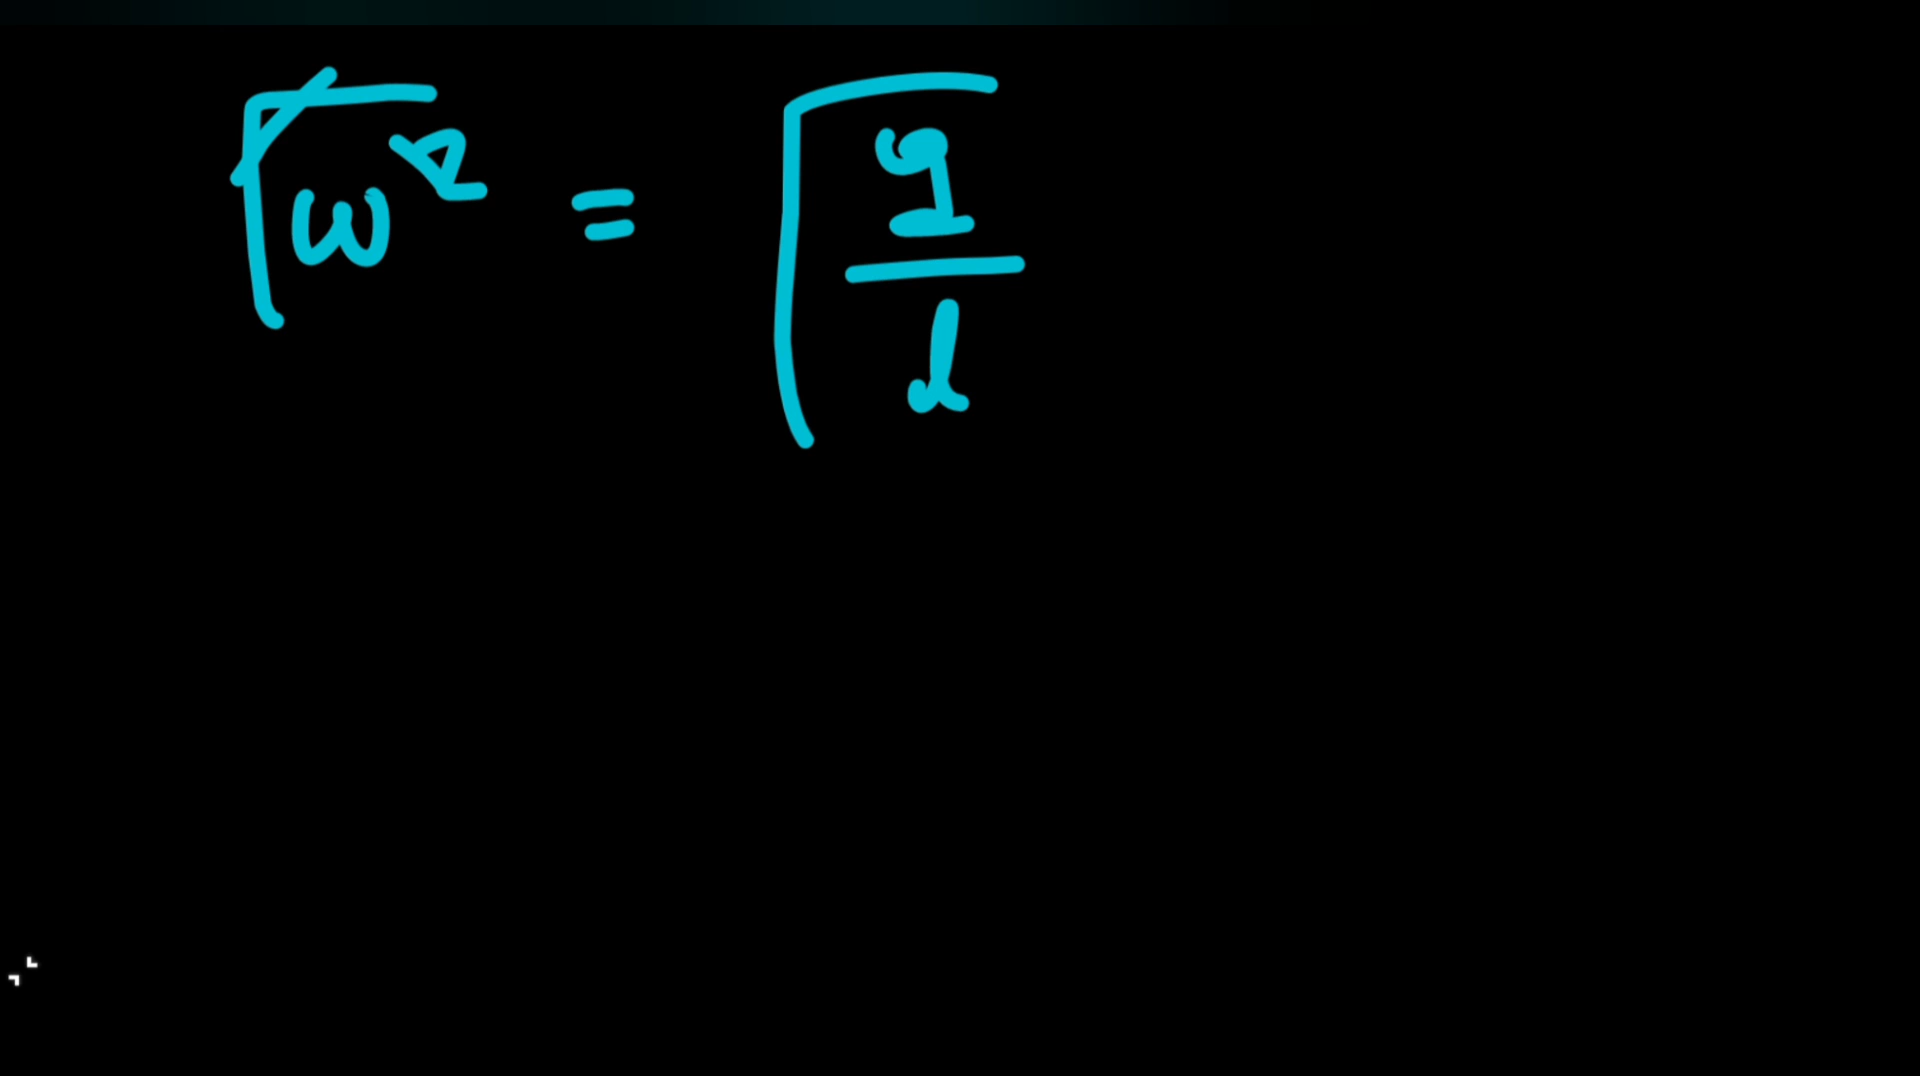 √ω² = √g/l